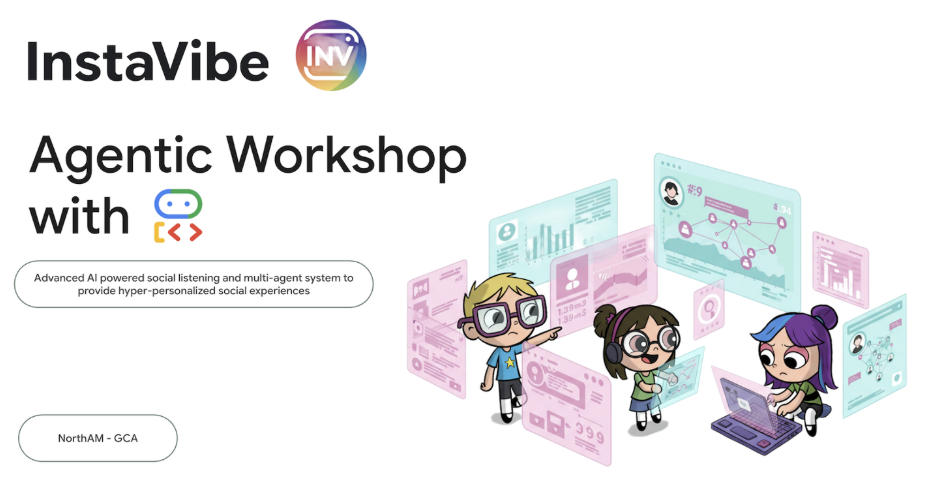 InstaVibe
INV
Agentic Workshop
with
Advanced AI powered social listening and multi-agent system to
provide hyper-personalized social experiences
NorthAM - GCA
399